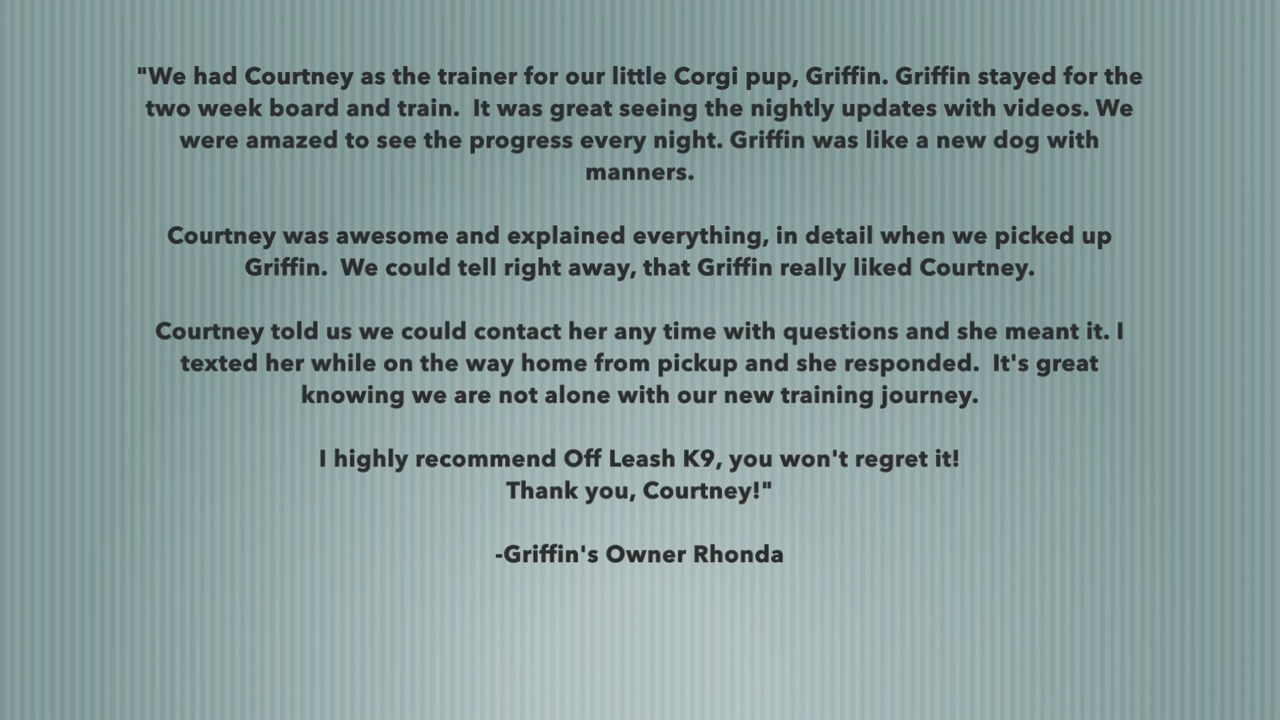 "We had Courtney as the trainer for our little Corgi pup, Griffin. Griffin stayed for the
two week board and train.  It was great seeing the nightly updates with videos. We
were amazed to see the progress every night. Griffin was like a new dog with
manners.
Courtney was awesome and explained everything, in detail when we picked up
Griffin.  We could tell right away, that Griffin really liked Courtney.
Courtney told us we could contact her any time with questions and she meant it. I
texted her while on the way home from pickup and she responded.  It's great
knowing we are not alone with our new training journey.
I highly recommend Off Leash K9, you won't regret it!
Thank you, Courtney!"
-Griffin's Owner Rhonda